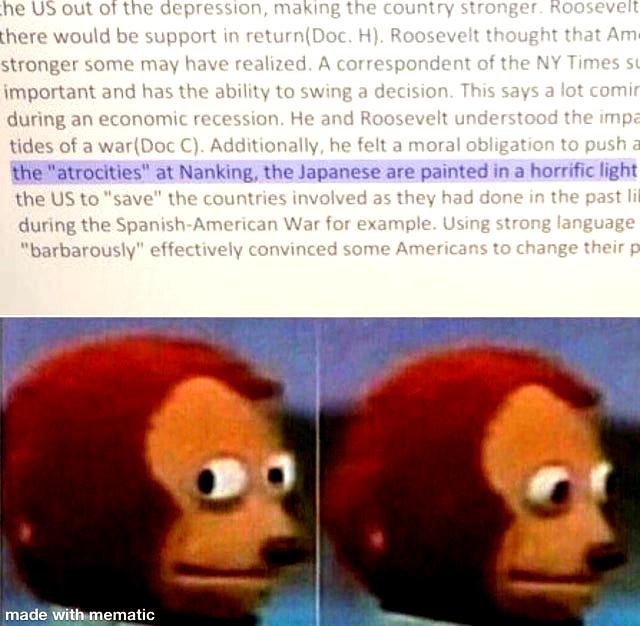 the US out of the depression, making the country stronger. Roosevelt
there would be support in return(Doc. H). Roosevelt thought that Am
stronger some may have realized. A correspondent of the NY Times su
important and has the ability to swing a decision. This says a lot comin
during an economic recession. He and Roosevelt understood the impa
tides of a war(Doc C). Additionally, he felt a moral obligation to push a
the "atrocities" at Nanking, the Japanese are painted in a horrific light
the US to "save" the countries involved as they had done in the past li
during the Spanish-American War for example. Using strong language
"barbarously" effectively convinced some Americans to change their p
made with mematic